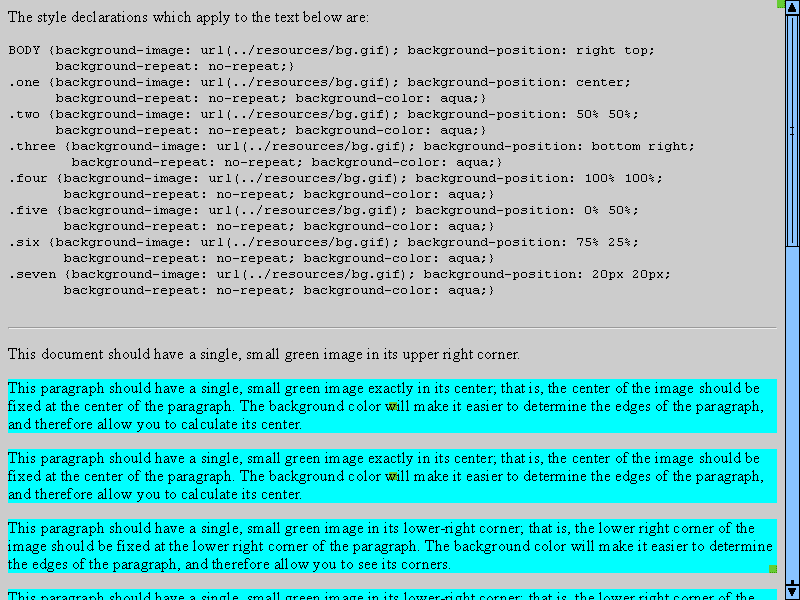 The style declarations which apply to the text below are:
BODY {background-image: url(../resources/bg.gif); background-position: right top;
background-repeat: no-repeat;}
.one {background-image: url(../resources/bg.gif); background-position: center;
background-repeat: no-repeat; background-color: aqua;}
.two {background-image: url(../resources/bg.gif); background-position: 50% 50%;
background-repeat: no-repeat; background-color: aqua;}
.three {background-image: url(../resources/bg.gif); background-position: bottom right;
background-repeat: no-repeat; background-color: aqua;}
.four {background-image: url(../resources/bg.gif); background-position: 100% 100%;
background-repeat: no-repeat; background-color: aqua;}
.five {background-image: url(../resources/bg.gif); background-position: 0% 50%;
background-repeat: no-repeat; background-color: aqua;}
.six {background-image: url(../resources/bg.gif); background-position: 75% 25%;
background-repeat: no-repeat; background-color: aqua;}
.seven {background-image: url(../resources/bg.gif); background-position: 20px 20px;
background-repeat: no-repeat; background-color: aqua;}
This document should have a single, small green image in its upper right corner.
This paragraph should have a single, small green image exactly in its center; that is, the center of the image should be
fixed at the center of the paragraph. The background color will make it easier to determine the edges of the paragraph,
and therefore allow you to calculate its center.
This paragraph should have a single, small green image exactly in its center; that is, the center of the image should be
fixed at the center of the paragraph. The background color will make it easier to determine the edges of the paragraph,
and therefore allow you to calculate its center.
This paragraph should have a single, small green image in its lower-right corner; that is, the lower right corner of the
image should be fixed at the lower right corner of the paragraph. The background color will make it easier to determine
the edges of the paragraph, and therefore allow you to see its corners.
This paragraph should have a single, small green image in its lower-right corner; that is, the lower right corner of the